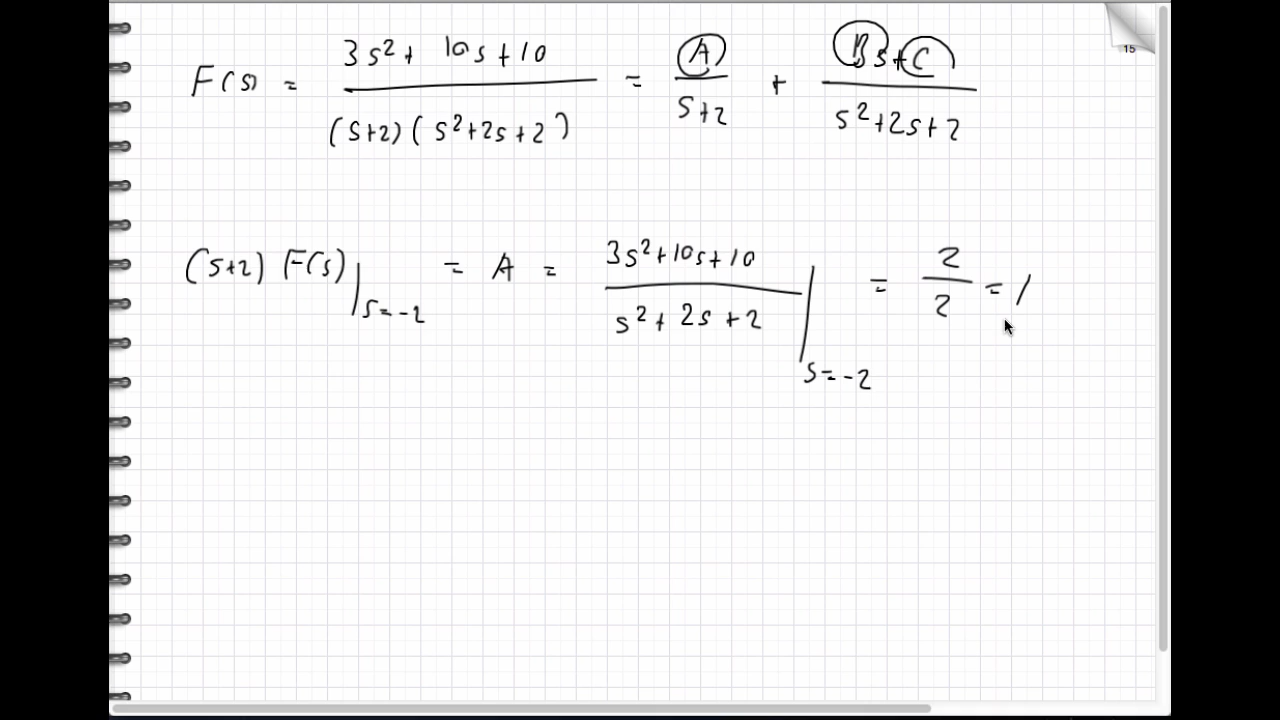 15
F(s) = 3s²+ 10s+10 / (s+2)(s²+2s+2) = A / s+2 + Bs+C / s²+2s+2
(s+2) F(s) |s=-2 = A = 3s²+10s+10 / s²+2s+2 |s=-2 = 2 / 2 = 1